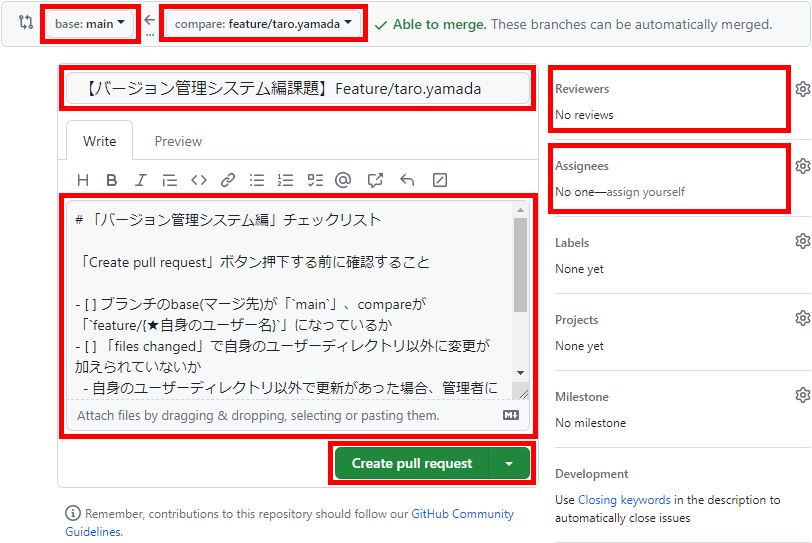 base: main
compare: feature/taro.yamada
Able to merge. These branches can be automatically merged.
【バージョン管理システム編課題】Feature/taro.yamada
Write
Preview
H B I <> @
# 「バージョン管理システム編」チェックリスト
「Create pull request」ボタン押下する前に確認すること
- [ ] ブランチのbase(マージ先)が「`main`」、compareが
「`feature/{★自身のユーザー名}`」になっているか
- [ ] 「files changed」で自身のユーザーディレクトリ以外に変更が
加えられていないか
- 自身のユーザーディレクトリ以外で更新があった場合、管理者に
Attach files by dragging & dropping, selecting or pasting them.
Create pull request
Remember, contributions to this repository should follow our GitHub Community
Guidelines.
Reviewers
No reviews
Assignees
No one—assign yourself
Labels
None yet
Projects
None yet
Milestone
No milestone
Development
Use Closing keywords in the description to
automatically close issues